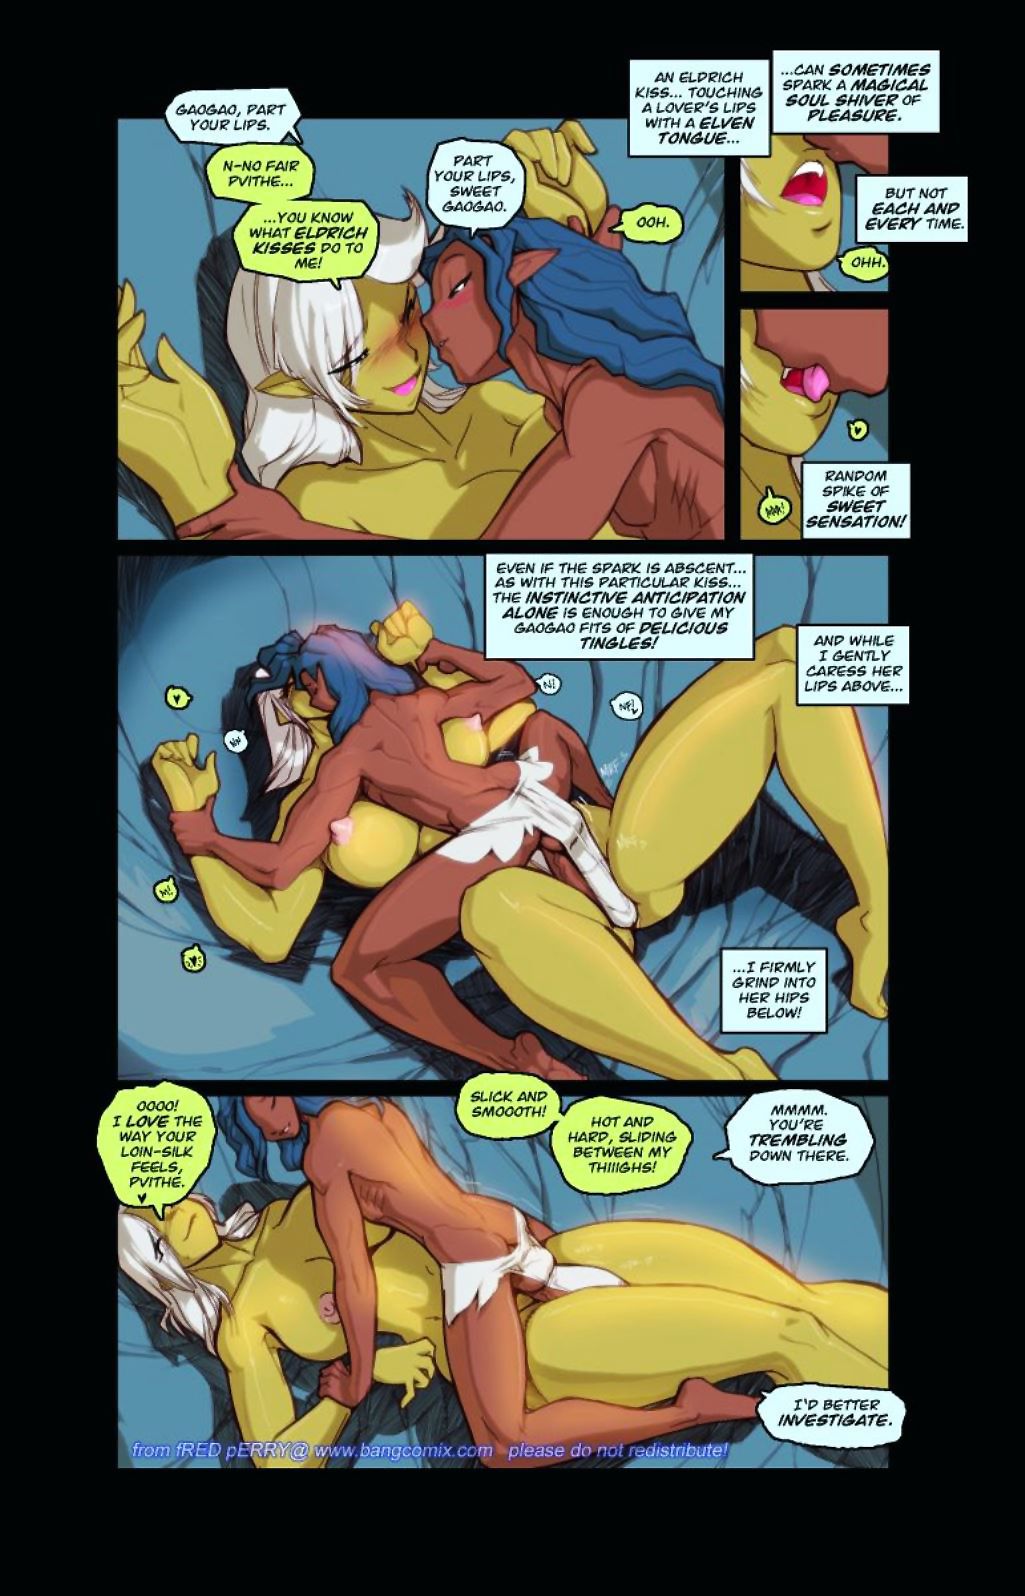 GAOGAO, PART
YOUR LIPS.
N-NO FAIR
PVITHE...
...YOU KNOW
WHAT ELDRICH
KISSES DO TO
ME!
PART
YOUR LIPS,
SWEET
GAOGAO.
OOH.
AN ELDRICH
KISS... TOUCHING
A LOVER'S LIPS
WITH A ELVEN
TONGUE...
...CAN SOMETIMES
SPARK A MAGICAL
SOUL SHIVER OF
PLEASURE.
BUT NOT
EACH AND
EVERY TIME.
OHH.
RANDOM
SPIKE OF
SWEET
SENSATION!
EVEN IF THE SPARK IS ABSCENT...
AS WITH THIS PARTICULAR KISS...
THE INSTINCTIVE ANTICIPATION
ALONE IS ENOUGH TO GIVE MY
GAOGAO FITS OF DELICIOUS
TINGLES!
AND WHILE
I GENTLY
CARESS HER
LIPS ABOVE...
N!
NF!
NN
M!
...I FIRMLY
GRIND INTO
HER HIPS
BELOW!
OOOO!
I LOVE THE
WAY YOUR
LOIN-SILK
FEELS,
PVITHE.
SLICK AND
SMOOOTH!
HOT AND
HARD, SLIDING
BETWEEN MY
THIIIGHS!
MMMM.
YOU'RE
TREMBLING
DOWN THERE.
I'D BETTER
INVESTIGATE.
from fRED pERRY@ www.bangcomix.com please do not redistribute!